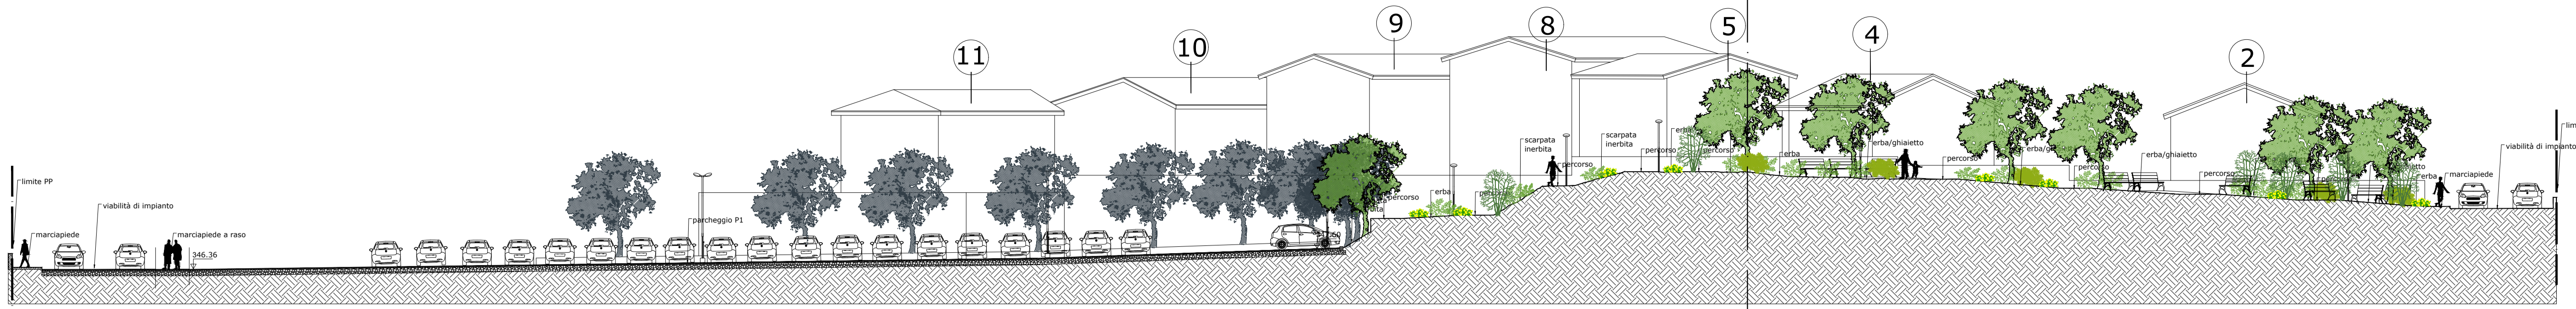 11
10
9
8
5
4
2
limite PP
marciapiede
viabilità di impianto
marciapiede a raso
346.36
parcheggio P1
percorso
erba
scarpata
inerbita
percorso
scarpata
inerbita
percorso
erba
percorso
erba
erba/ghiaietto
percorso
percorso
erba/ghiaietto
percorso
erba
marciapiede
viabilità di impianto